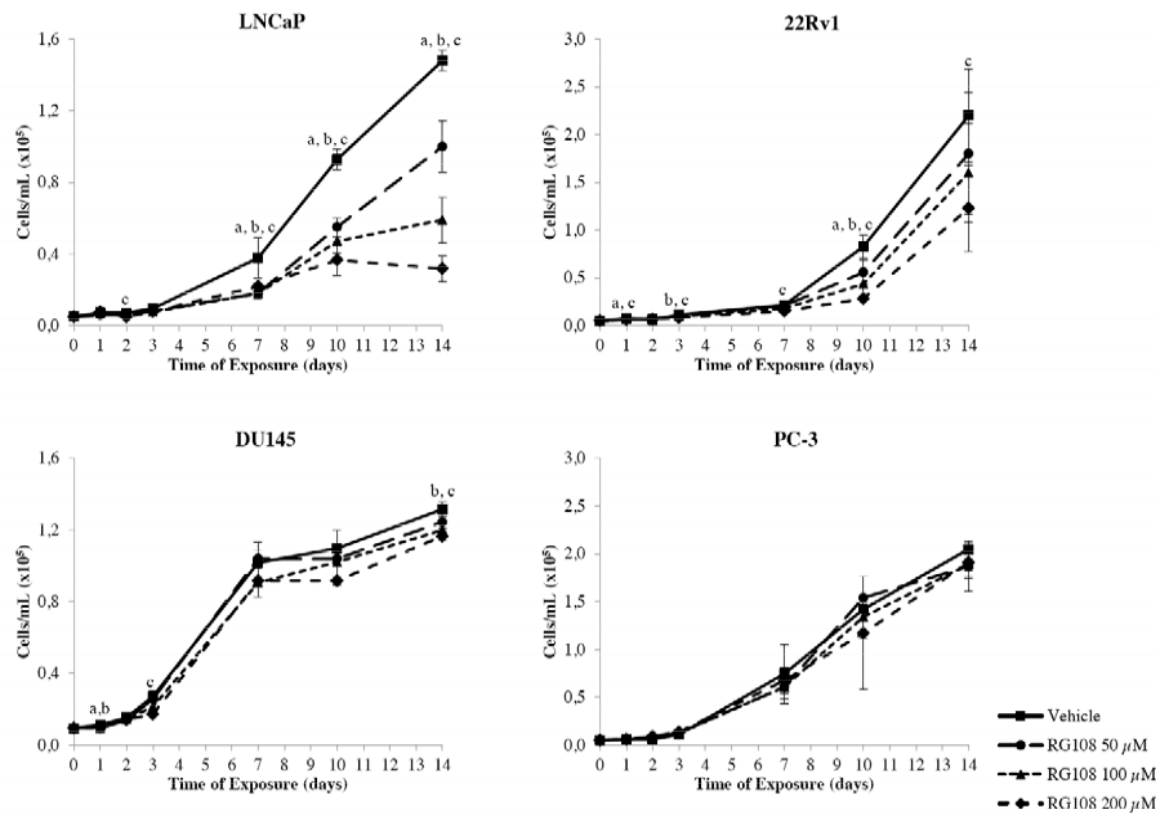 LNCaP
1,6
1,2
0,8
0,4
0,0
Cells/mL (x10⁵)
a, b, c
a, b, c
a, b, c
c
0 1 2 3 4 5 6 7 8 9 10 11 12 13 14
Time of Exposure (days)
22Rv1
3,0
2,5
2,0
1,5
1,0
0,5
0,0
Cells/mL (x10⁵)
c
a, b, c
c
b, c
a, c
0 1 2 3 4 5 6 7 8 9 10 11 12 13 14
Time of Exposure (days)
DU145
1,6
1,2
0,8
0,4
0,0
Cells/mL (x10⁵)
b, c
c
a,b
0 1 2 3 4 5 6 7 8 9 10 11 12 13 14
Time of Exposure (days)
PC-3
3,0
2,5
2,0
1,5
1,0
0,5
0,0
Cells/mL (x10⁵)
0 1 2 3 4 5 6 7 8 9 10 11 12 13 14
Time of Exposure (days)
Vehicle
RG108 50 µM
RG108 100 µM
RG108 200 µM